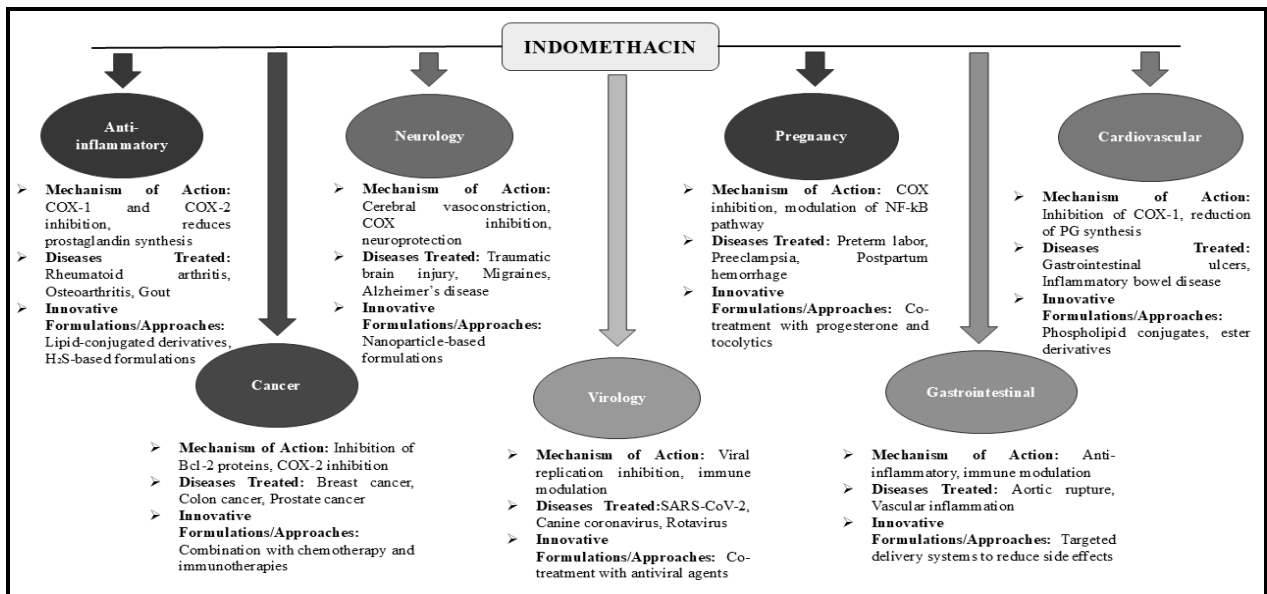 INDOMETHACIN
Anti-
inflammatory
➢ Mechanism of Action:
COX-1 and COX-2
inhibition, reduces
prostaglandin synthesis
➢ Diseases Treated:
Rheumatoid arthritis,
Osteoarthritis, Gout
➢ Innovative
Formulations/Approaches:
Lipid-conjugated derivatives,
H₂S-based formulations
Cancer
➢ Mechanism of Action: Inhibition of
Bcl-2 proteins, COX-2 inhibition
➢ Diseases Treated: Breast cancer,
Colon cancer, Prostate cancer
➢ Innovative
Formulations/Approaches:
Combination with chemotherapy and
immunotherapies
Neurology
➢ Mechanism of Action:
Cerebral vasoconstriction,
COX inhibition,
neuroprotection
➢ Diseases Treated: Traumatic
brain injury, Migraines,
Alzheimer’s disease
➢ Innovative
Formulations/Approaches:
Nanoparticle-based
formulations
Virology
➢ Mechanism of Action: Viral
replication inhibition, immune
modulation
➢ Diseases Treated:SARS-CoV-2,
Canine coronavirus, Rotavirus
➢ Innovative
Formulations/Approaches: Co-
treatment with antiviral agents
Pregnancy
➢ Mechanism of Action: COX
inhibition, modulation of NF-kB
pathway
➢ Diseases Treated: Preterm labor,
Preeclampsia, Postpartum
hemorrhage
➢ Innovative
Formulations/Approaches: Co-
treatment with progesterone and
tocolytics
Gastrointestinal
➢ Mechanism of Action: Anti-
inflammatory, immune modulation
➢ Diseases Treated: Aortic rupture,
Vascular inflammation
➢ Innovative
Formulations/Approaches: Targeted
delivery systems to reduce side effects
Cardiovascular
➢ Mechanism of Action:
Inhibition of COX-1, reduction
of PG synthesis
➢ Diseases Treated:
Gastrointestinal ulcers,
Inflammatory bowel disease
➢ Innovative
Formulations/Approaches:
Phospholipid conjugates, ester
derivatives